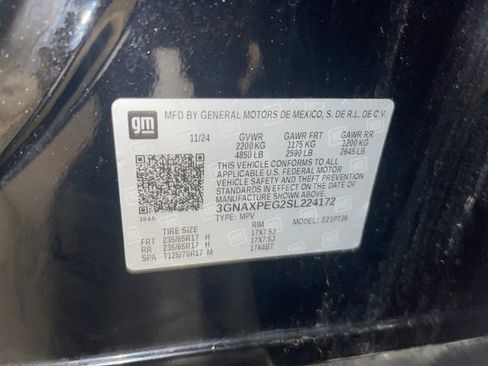 gm
MFD BY GENERAL MOTORS DE MEXICO, S. DE R.L. DE C.V.
11/24 GVWR GAWR FRT GAWR RR
2200 KG 1175 KG 1200 KG
4850 LB 2590 LB 2645 LB
THIS VEHICLE CONFORMS TO ALL
APPLICABLE U.S. FEDERAL MOTOR
VEHICLE SAFETY AND THEFT PREVENTION
STANDARDS IN EFFECT ON THE DATE OF
MANUFACTURE SHOWN ABOVE.
3GNAXPEG2SL224172
TYPE: MPV MODEL:
TIRE SIZE RIM
FRT 235/65R17 H 17X7.5J
RR 235/65R17 H 17X7.5J
SPA T125/70R17 M 17X4BT